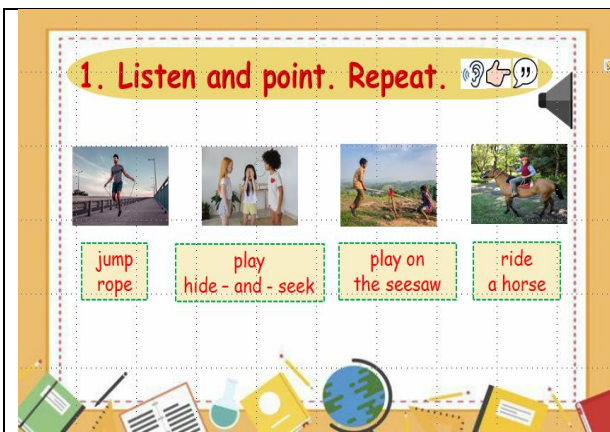 1. Listen and point. Repeat.
jump
rope
play
hide – and - seek
play on
the seesaw
ride
a horse